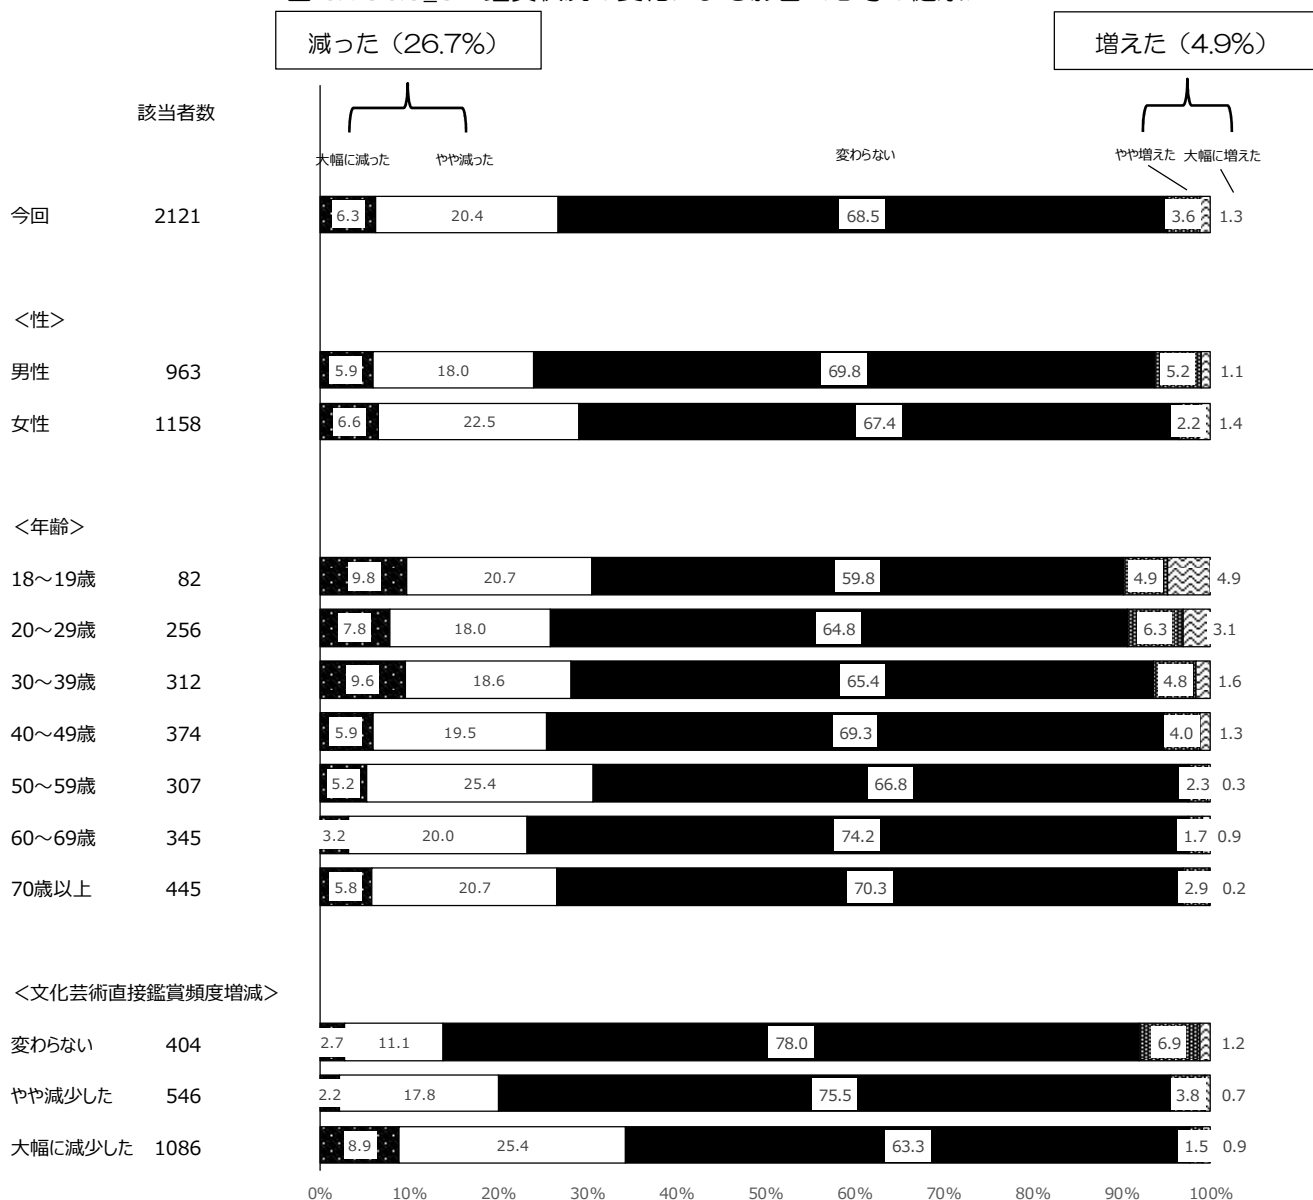 減った（26.7%）
増えた（4.9%）
該当者数
大幅に減った やや減った 変わらない やや増えた 大幅に増えた
今回 2121 6.3 20.4 68.5 3.6 1.3
＜性＞
男性 963 5.9 18.0 69.8 5.2 1.1
女性 1158 6.6 22.5 67.4 2.2 1.4
＜年齢＞
18～19歳 82 9.8 20.7 59.8 4.9 4.9
20～29歳 256 7.8 18.0 64.8 6.3 3.1
30～39歳 312 9.6 18.6 65.4 4.8 1.6
40～49歳 374 5.9 19.5 69.3 4.0 1.3
50～59歳 307 5.2 25.4 66.8 2.3 0.3
60～69歳 345 3.2 20.0 74.2 1.7 0.9
70歳以上 445 5.8 20.7 70.3 2.9 0.2
＜文化芸術直接鑑賞頻度増減＞
変わらない 404 2.7 11.1 78.0 6.9 1.2
やや減少した 546 2.2 17.8 75.5 3.8 0.7
大幅に減少した 1086 8.9 25.4 63.3 1.5 0.9
0% 10% 20% 30% 40% 50% 60% 70% 80% 90% 100%